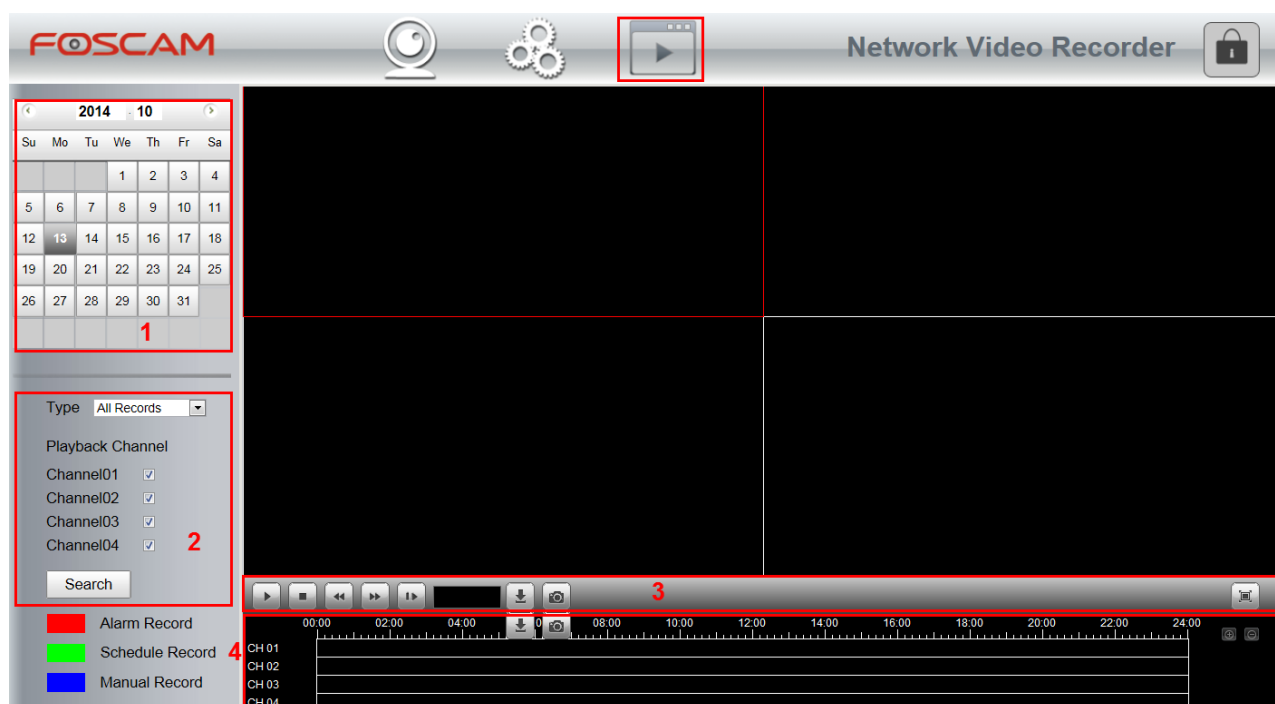 FOSCAM
Network Video Recorder
2014 · 10
Su Mo Tu We Th Fr Sa
1 2 3 4
5 6 7 8 9 10 11
12 13 14 15 16 17 18
19 20 21 22 23 24 25
26 27 28 29 30 31
1
Type All Records
Playback Channel
Channel01
Channel02
Channel03
Channel04
2
Search
3
Alarm Record
Schedule Record
Manual Record
4
00:00 02:00 04:00 08:00 10:00 12:00 14:00 16:00 18:00 20:00 22:00 24:00
CH 01
CH 02
CH 03
CH 04